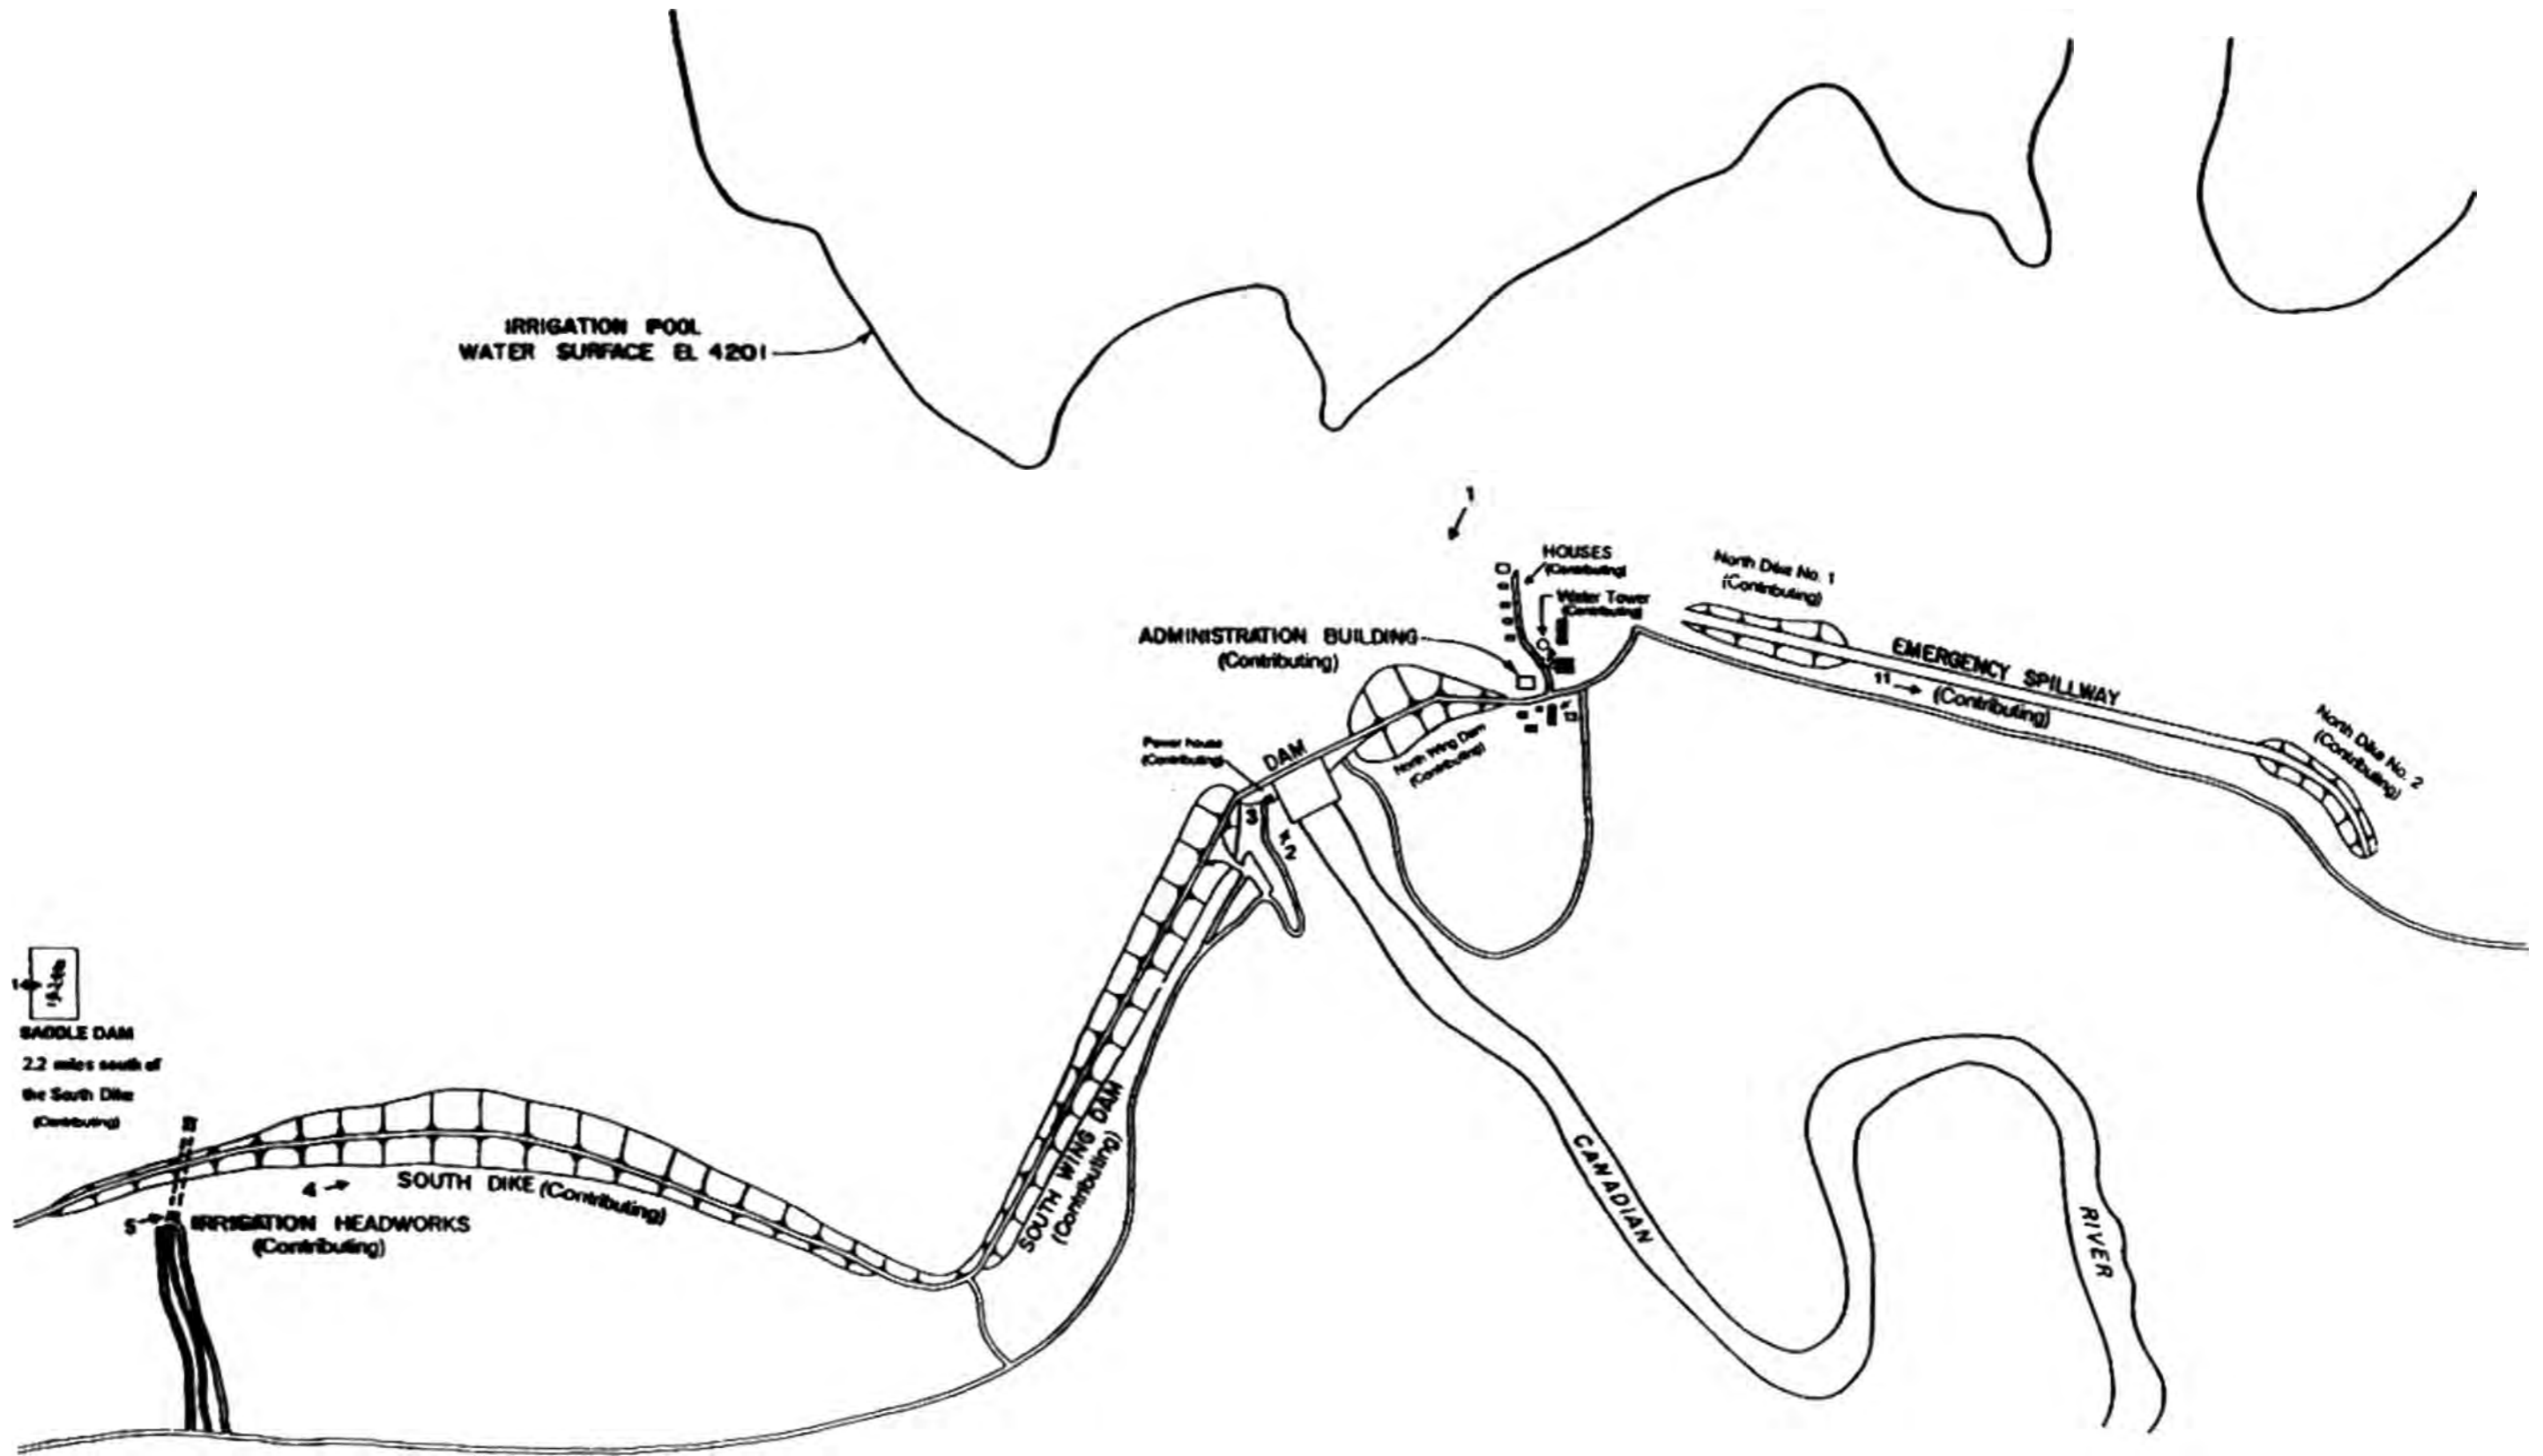 IRRIGATION POOL
WATER SURFACE EL 4201
1
HOUSES
(Contributing)
Water Tower
(Contributing)
North Dike No. 1
(Contributing)
ADMINISTRATION BUILDING
(Contributing)
EMERGENCY SPILLWAY
11
(Contributing)
North Dike No. 2
(Contributing)
13
North Wing Dam
(Contributing)
DAM
Power house
(Contributing)
3
2
14
SADDLE DAM
2.2 miles south of
the South Dike
(Contributing)
SOUTH WING DAM
(Contributing)
4
SOUTH DIKE (Contributing)
5
IRRIGATION HEADWORKS
(Contributing)
CANADIAN
RIVER